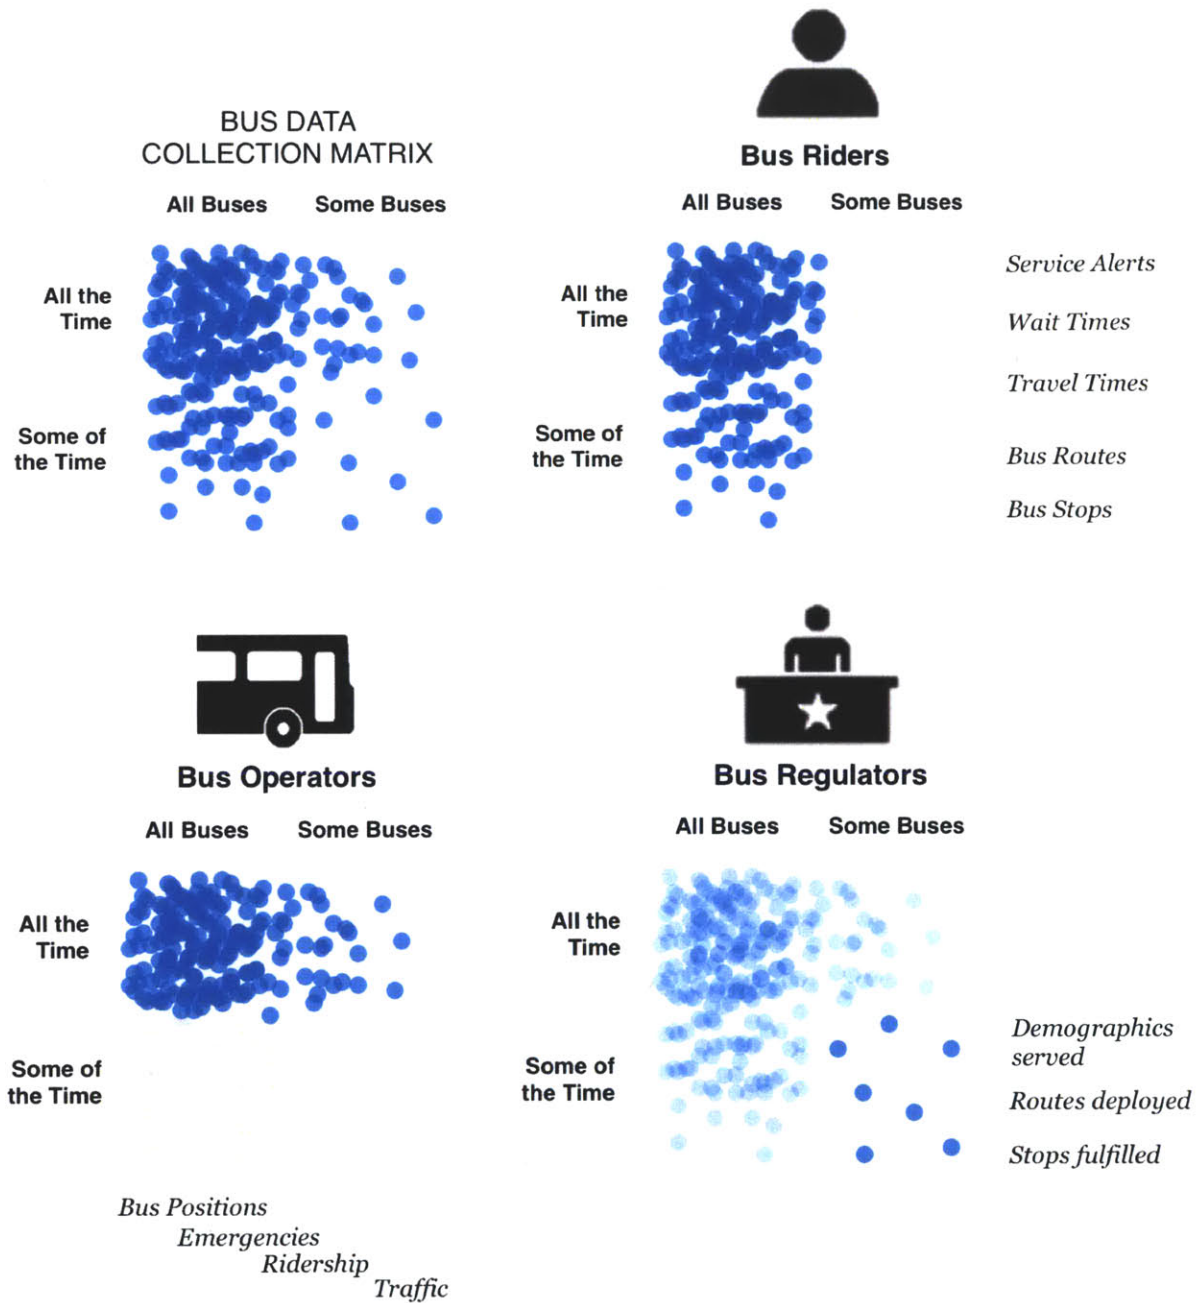 BUS DATA
COLLECTION MATRIX
All Buses
Some Buses
All the
Time
Some of
the Time
Bus Riders
All Buses
Some Buses
All the
Time
Some of
the Time
Service Alerts
Wait Times
Travel Times
Bus Routes
Bus Stops
Bus Operators
All Buses
Some Buses
All the
Time
Some of
the Time
Bus Positions
Emergencies
Ridership
Traffic
Bus Regulators
All Buses
Some Buses
All the
Time
Some of
the Time
Demographics
served
Routes deployed
Stops fulfilled